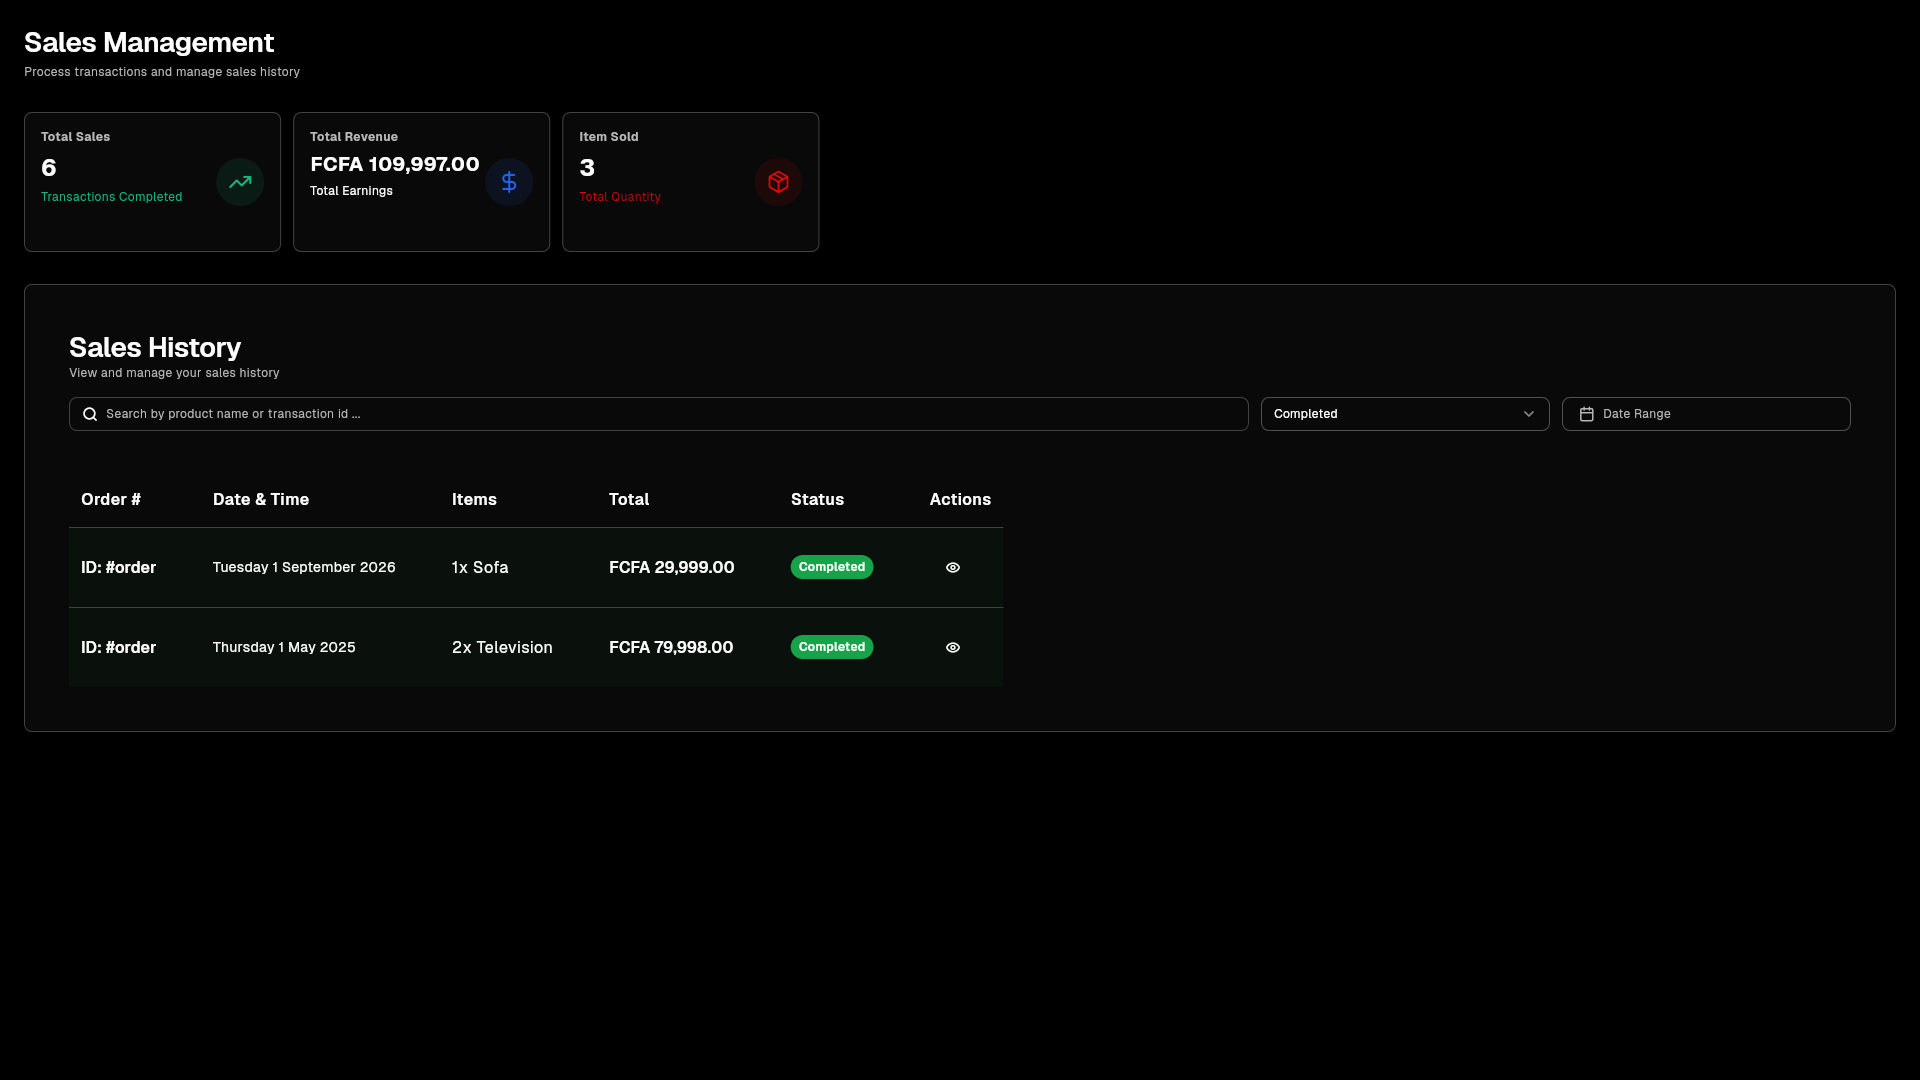 Sales Management
Process transactions and manage sales history
Total Sales
6
Transactions Completed
Total Revenue
FCFA 109,997.00
Total Earnings
Item Sold
3
Total Quantity
Sales History
View and manage your sales history
Search by product name or transaction id ...
Completed
Date Range
Order # Date & Time Items Total Status Actions
ID: #order Tuesday 1 September 2026 1x Sofa FCFA 29,999.00 Completed
ID: #order Thursday 1 May 2025 2x Television FCFA 79,998.00 Completed